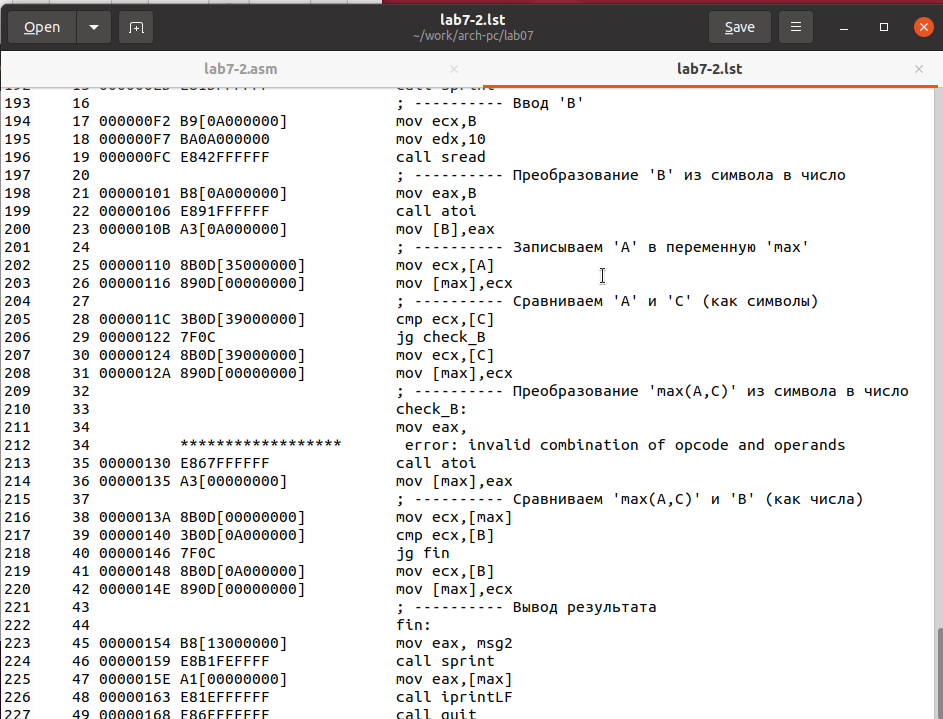 Open
lab7-2.lst
~/work/arch-pc/lab07
Save
lab7-2.asm
lab7-2.lst
193 16 ; ---------- Ввод 'B'
194 17 000000F2 B9[0A000000] mov ecx,B
195 18 000000F7 BA0A000000 mov edx,10
196 19 000000FC E842FFFFFF call sread
197 20 ; ---------- Преобразование 'B' из символа в число
198 21 00000101 B8[0A000000] mov eax,B
199 22 00000106 E891FFFFFF call atoi
200 23 0000010B A3[0A000000] mov [B],eax
201 24 ; ---------- Записываем 'A' в переменную 'max'
202 25 00000110 8B0D[35000000] mov ecx,[A]
203 26 00000116 890D[00000000] mov [max],ecx
204 27 ; ---------- Сравниваем 'A' и 'С' (как символы)
205 28 0000011C 3B0D[39000000] cmp ecx,[C]
206 29 00000122 7F0C jg check_B
207 30 00000124 8B0D[39000000] mov ecx,[C]
208 31 0000012A 890D[00000000] mov [max],ecx
209 32 ; ---------- Преобразование 'max(A,C)' из символа в число
210 33 check_B:
211 34 mov eax,
212 34 ****************** error: invalid combination of opcode and operands
213 35 00000130 E867FFFFFF call atoi
214 36 00000135 A3[00000000] mov [max],eax
215 37 ; ---------- Сравниваем 'max(A,C)' и 'B' (как числа)
216 38 0000013A 8B0D[00000000] mov ecx,[max]
217 39 00000140 3B0D[0A000000] cmp ecx,[B]
218 40 00000146 7F0C jg fin
219 41 00000148 8B0D[0A000000] mov ecx,[B]
220 42 0000014E 890D[00000000] mov [max],ecx
221 43 ; ---------- Вывод результата
222 44 fin:
223 45 00000154 B8[13000000] mov eax, msg2
224 46 00000159 E8B1FEFFFF call sprint
225 47 0000015E A1[00000000] mov eax,[max]
226 48 00000163 E81EFFFFFF call iprintLF
227 49 00000168 call quit